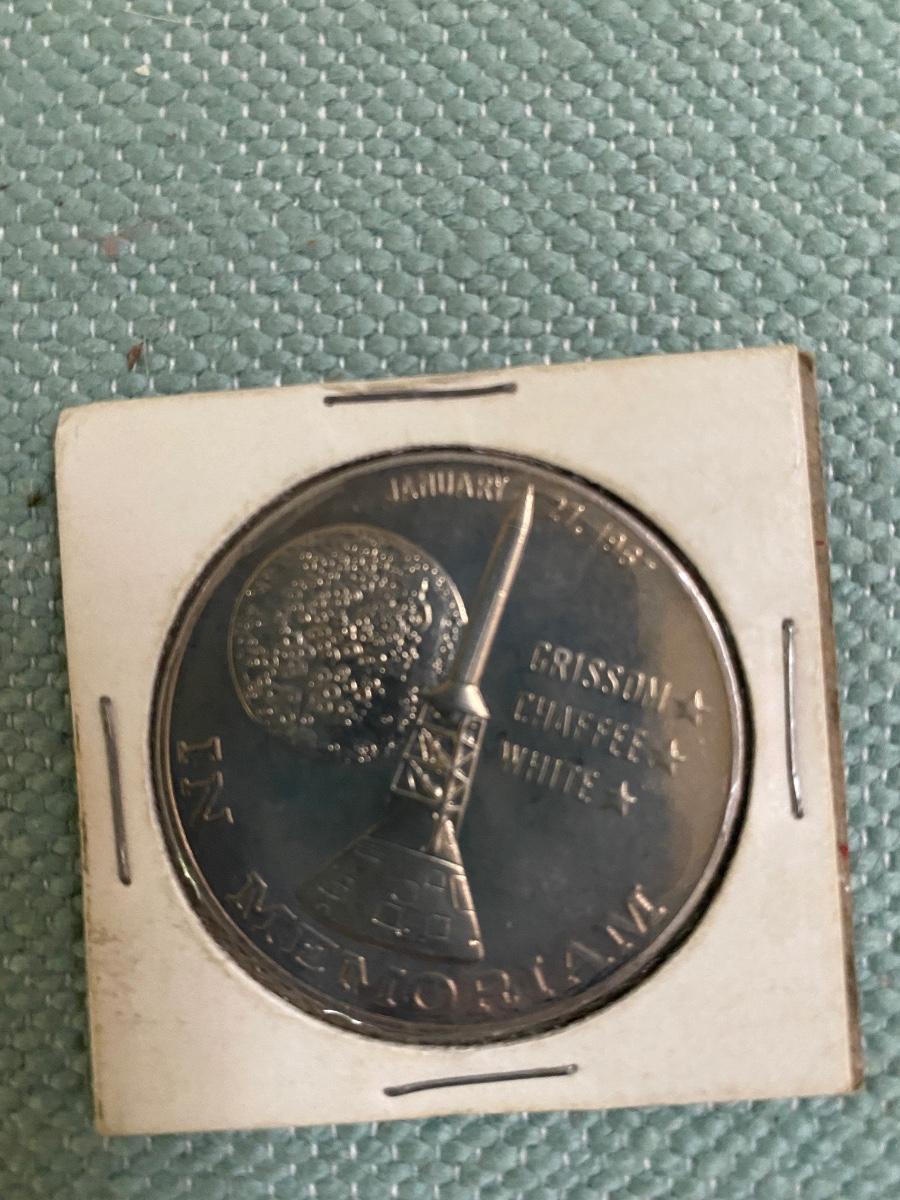 JANUARY 27, 1967
GRISSOM
CHAFFEE
WHITE
IN MEMORIAM